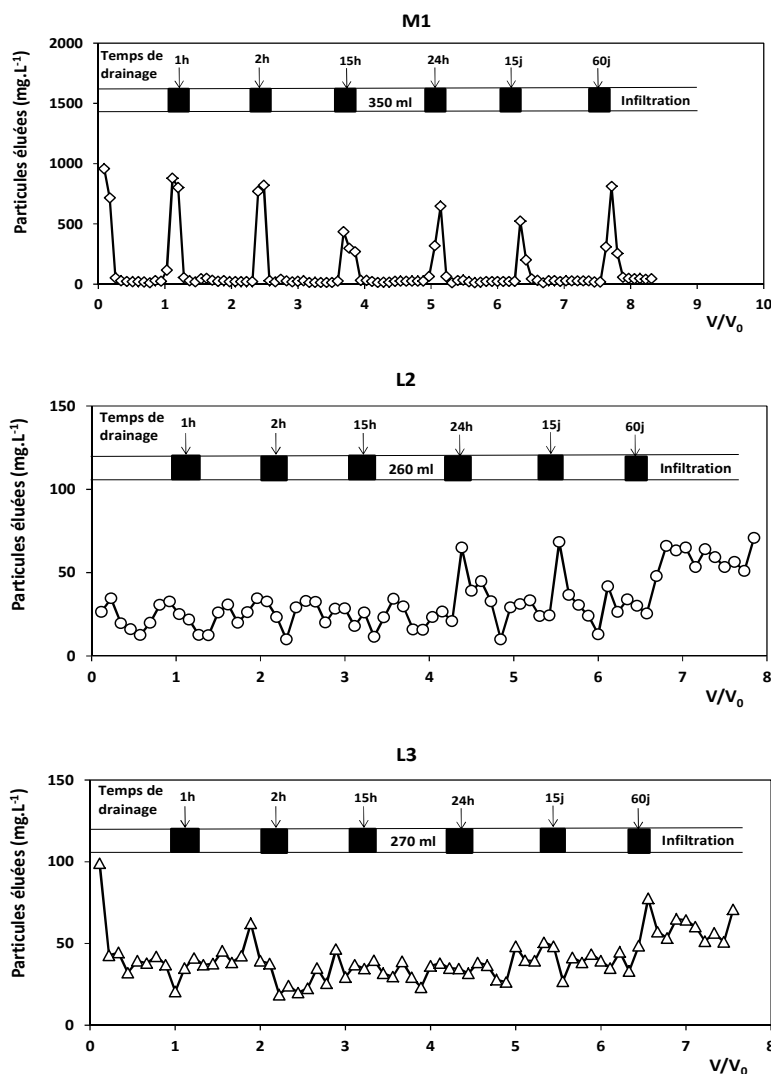 M1
Particules éluées (mg.L-1)
2000
1500
1000
500
0
Temps de
drainage
1h
2h
15h
24h
15j
60j
350 ml
Infiltration
0 1 2 3 4 5 6 7 8 9 10
V/V0
L2
Particules éluées (mg.L-1)
150
100
50
0
Temps de
drainage
1h
2h
15h
24h
15j
60j
260 ml
Infiltration
0 1 2 3 4 5 6 7 8
V/V0
L3
Particules éluées (mg.L-1)
150
100
50
0
Temps de
drainage
1h
2h
15h
24h
15j
60j
270 ml
Infiltration
0 1 2 3 4 5 6 7 8
V/V0